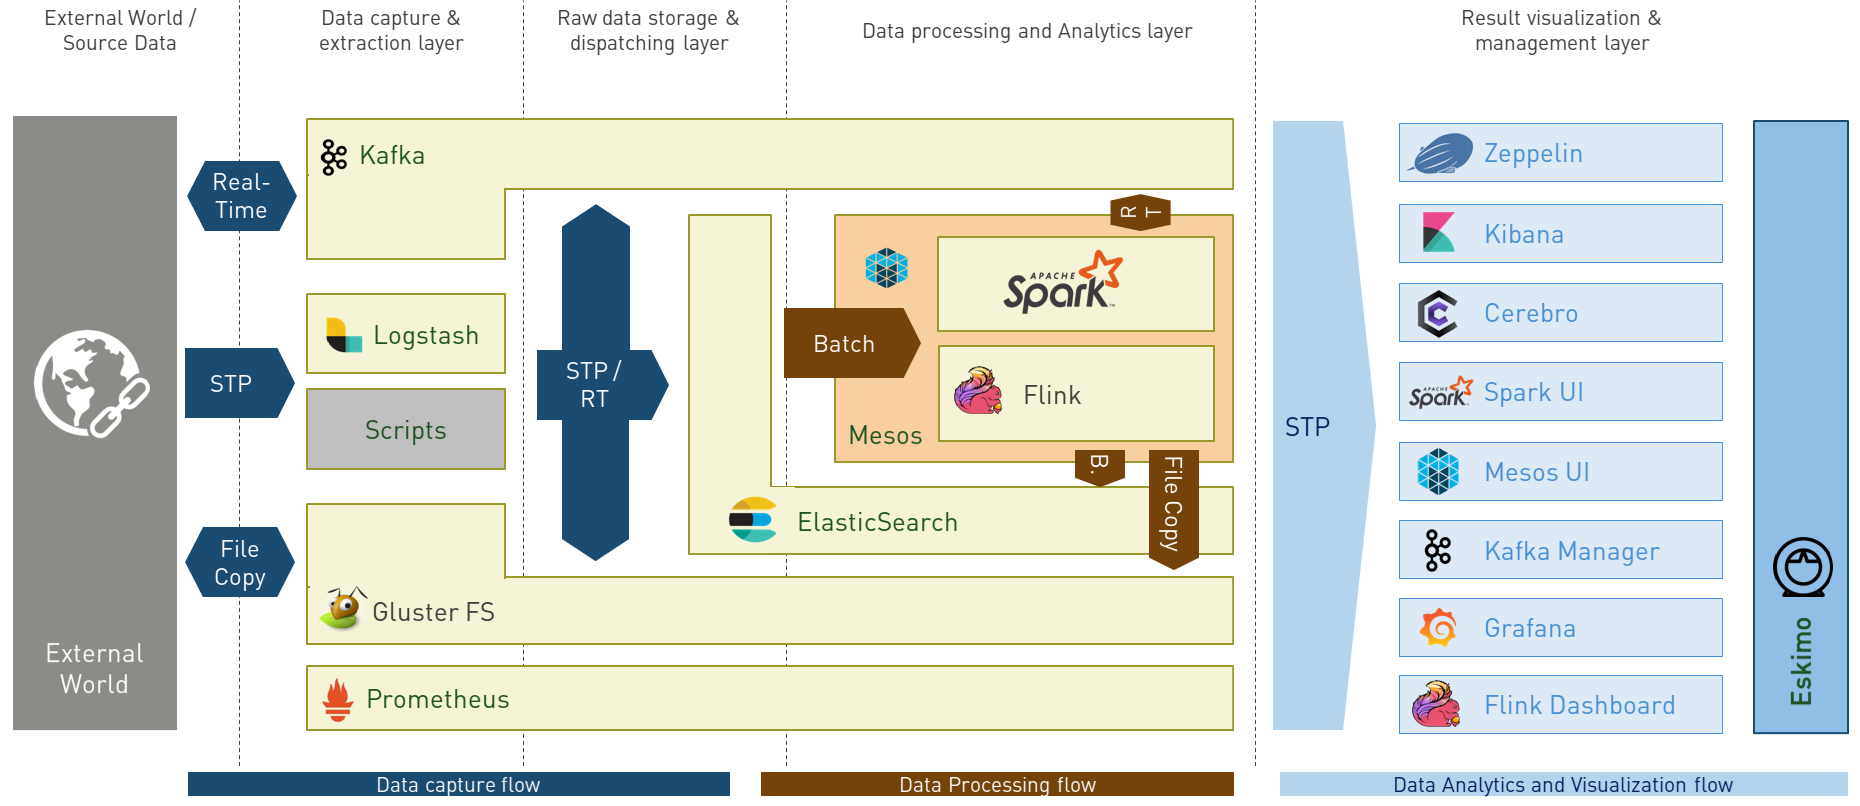 External World /
Source Data
Data capture &
extraction layer
Raw data storage &
dispatching layer
Data processing and Analytics layer
Result visualization &
management layer
External
World
Real-
Time
STP
File
Copy
Kafka
Logstash
Scripts
Gluster FS
Prometheus
STP /
RT
ElasticSearch
Batch
Mesos
APACHE
Spark
TM
Flink
R T
B.
File Copy
STP
Zeppelin
Kibana
Cerebro
APACHE
Spark
Spark UI
Mesos UI
Kafka Manager
Grafana
Flink Dashboard
Eskimo
Data capture flow
Data Processing flow
Data Analytics and Visualization flow